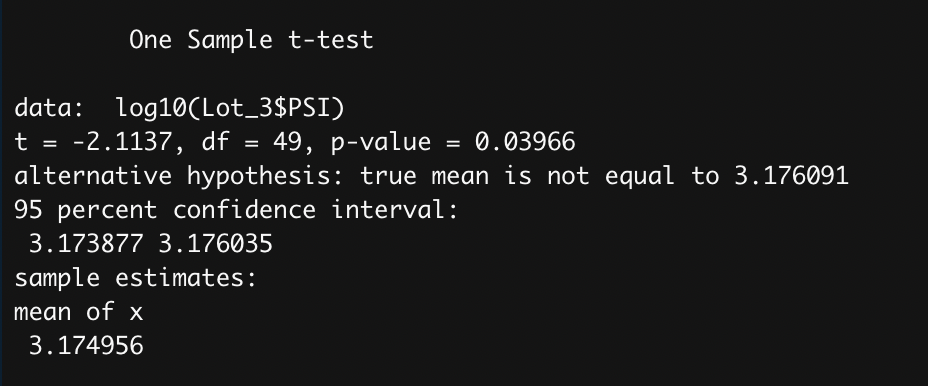 One Sample t-test
data:  log10(Lot_3$PSI)
t = -2.1137, df = 49, p-value = 0.03966
alternative hypothesis: true mean is not equal to 3.176091
95 percent confidence interval:
3.173877 3.176035
sample estimates:
mean of x
3.174956